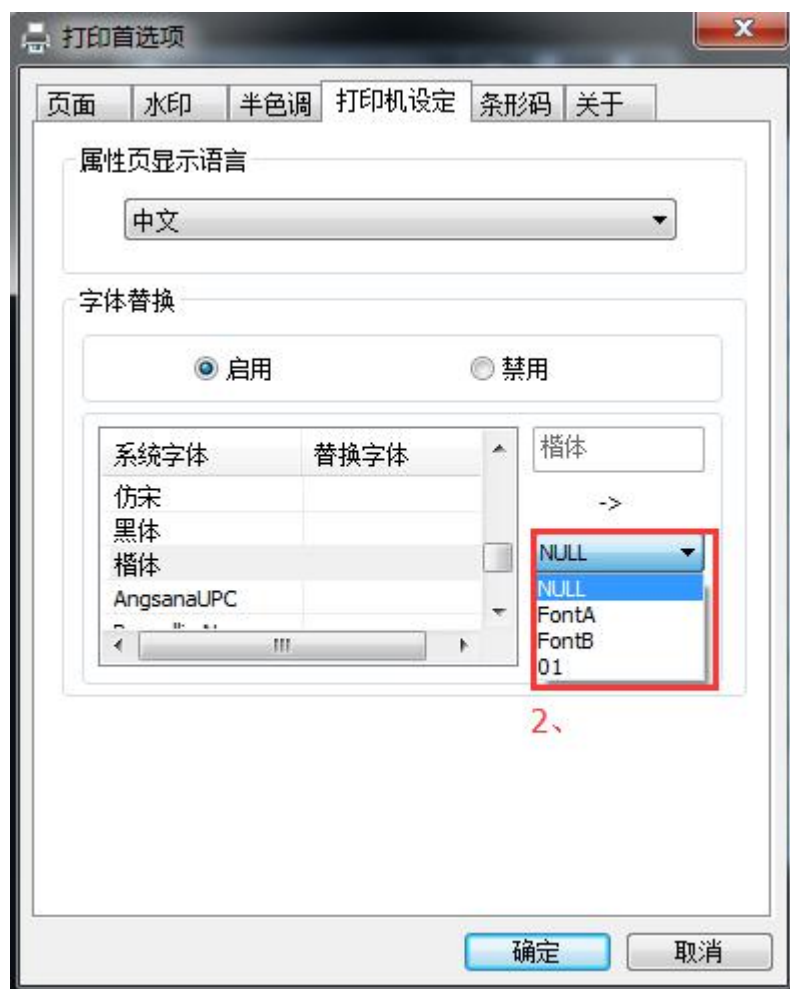 打印首选项
页面 水印 半色调 打印机设定 条形码 关于
属性页显示语言
中文
字体替换
启用 禁用
系统字体 替换字体 楷体
仿宋 ->
黑体
楷体 NULL
NULL
AngsanaUPC FontA
FontB
01
2、
确定 取消